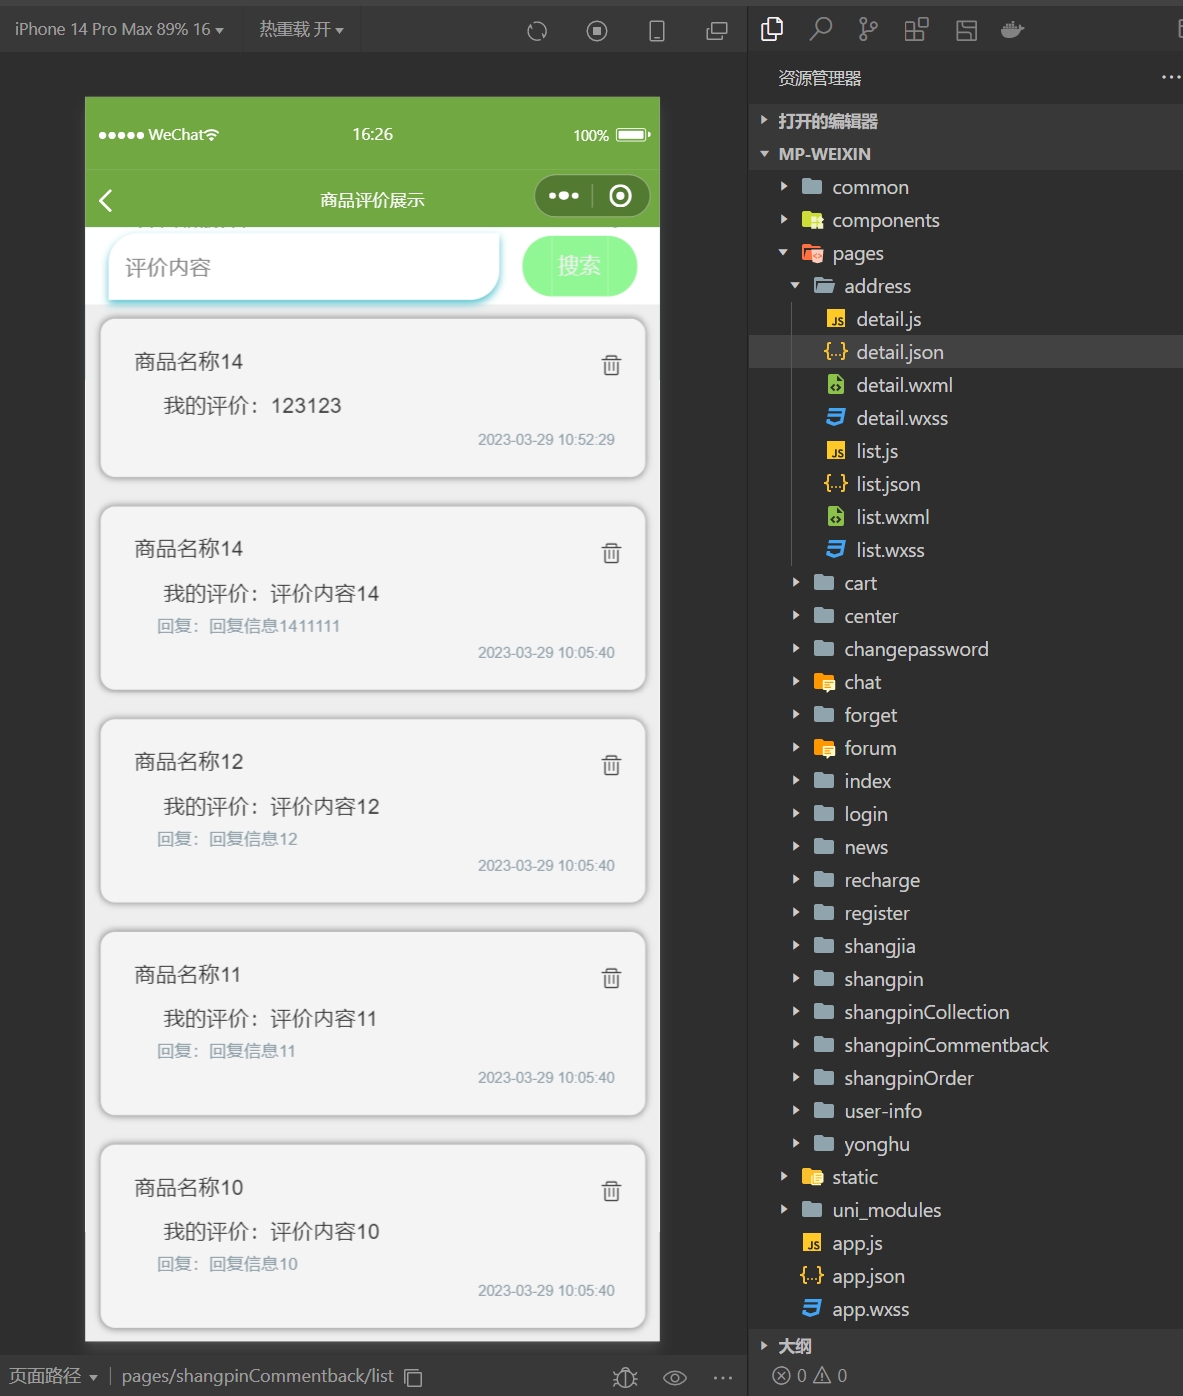 iPhone 14 Pro Max 89% 16
热重载 开
WeChat
16:26
100%
商品评价展示
评价内容
搜索
商品名称14
我的评价：123123
2023-03-29 10:52:29
商品名称14
我的评价：评价内容14
回复：回复信息1411111
2023-03-29 10:05:40
商品名称12
我的评价：评价内容12
回复：回复信息12
2023-03-29 10:05:40
商品名称11
我的评价：评价内容11
回复：回复信息11
2023-03-29 10:05:40
商品名称10
我的评价：评价内容10
回复：回复信息10
2023-03-29 10:05:40
页面路径
pages/shangpinCommentback/list
资源管理器
打开的编辑器
MP-WEIXIN
common
components
pages
address
detail.js
detail.json
detail.wxml
detail.wxss
list.js
list.json
list.wxml
list.wxss
cart
center
changepassword
chat
forget
forum
index
login
news
recharge
register
shangjia
shangpin
shangpinCollection
shangpinCommentback
shangpinOrder
user-info
yonghu
static
uni_modules
app.js
app.json
app.wxss
大纲
0 0